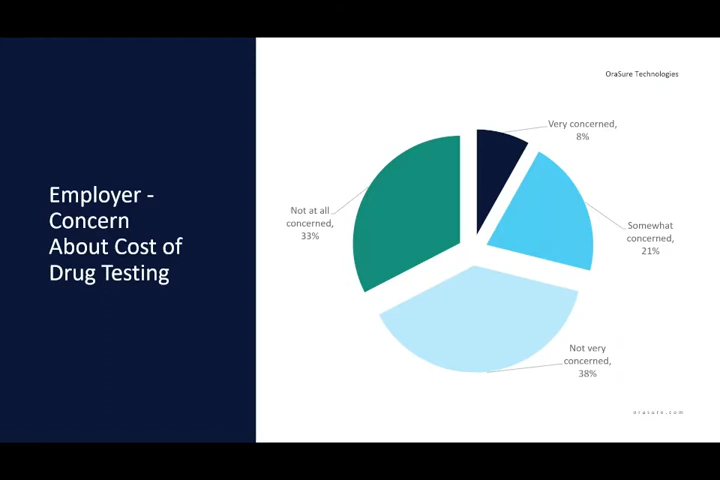 OraSure Technologies
Employer -
Concern
About Cost of
Drug Testing
Very concerned,
8%
Somewhat
concerned,
21%
Not very
concerned,
38%
Not at all
concerned,
33%
orasure.com